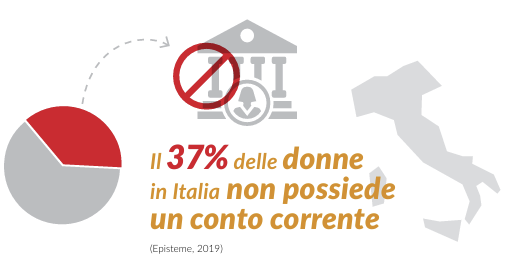 Il 37% delle donne
in Italia non possiede
un conto corrente
(Episteme, 2019)